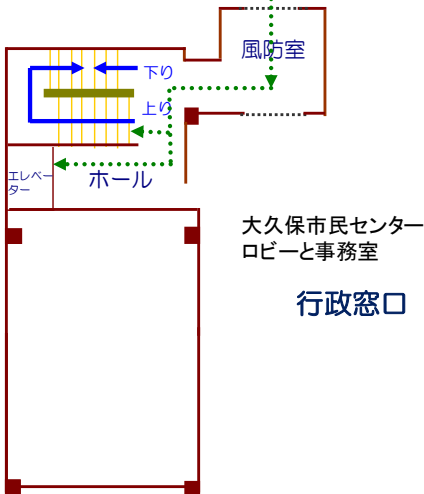 風防室
下り
上り
エレベー
ター
ホール
大久保市民センター
ロビーと事務室
行政窓口